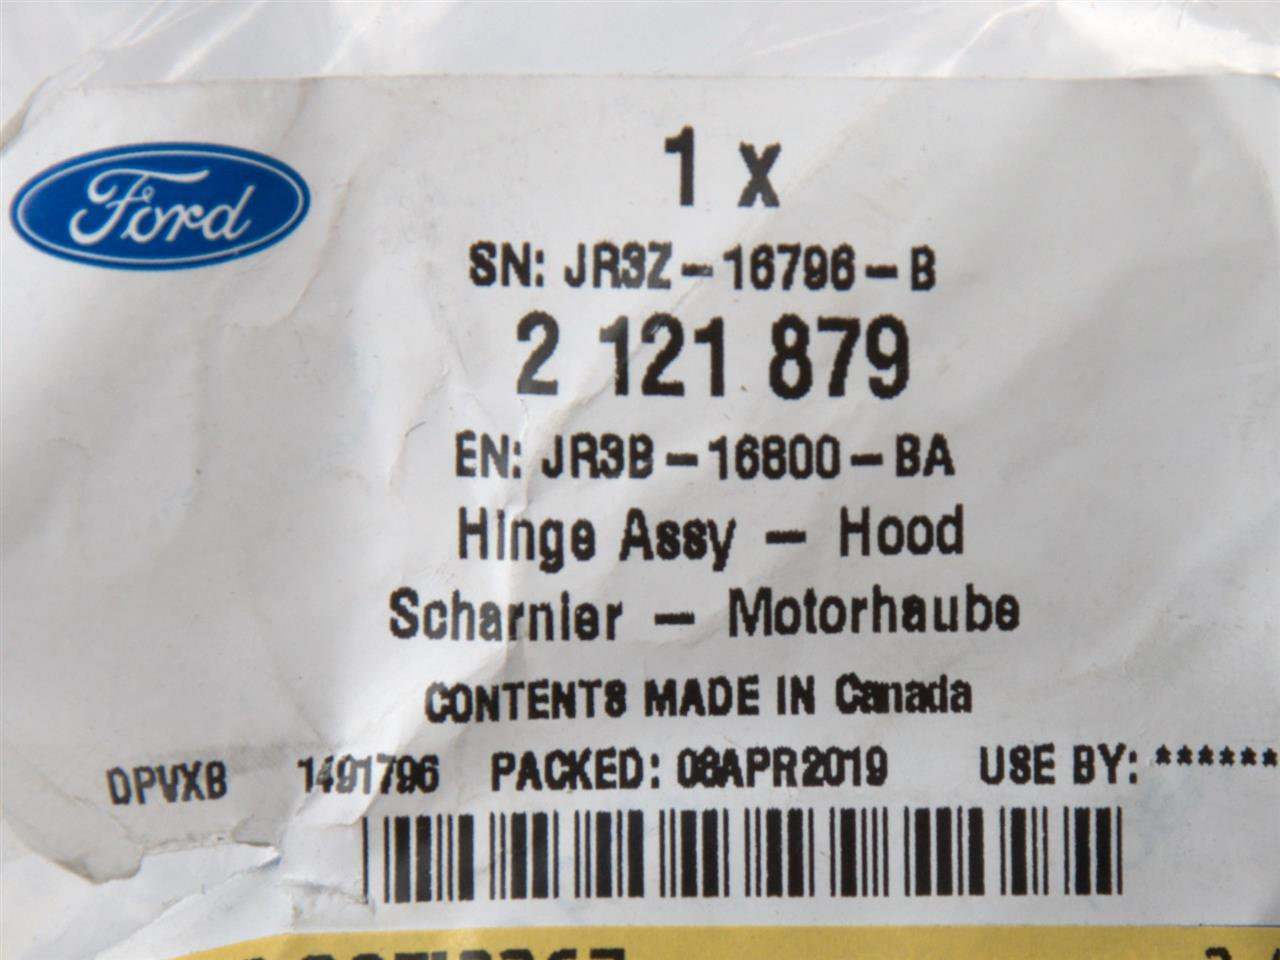 Ford
1 x
SN: JR3Z-16796-B
2 121 879
EN: JR3B-16800-BA
Hinge Assy - Hood
Scharnier - Motorhaube
CONTENTS MADE IN Canada
DPVXB 1491796 PACKED: 08APR2019 USE BY: ******